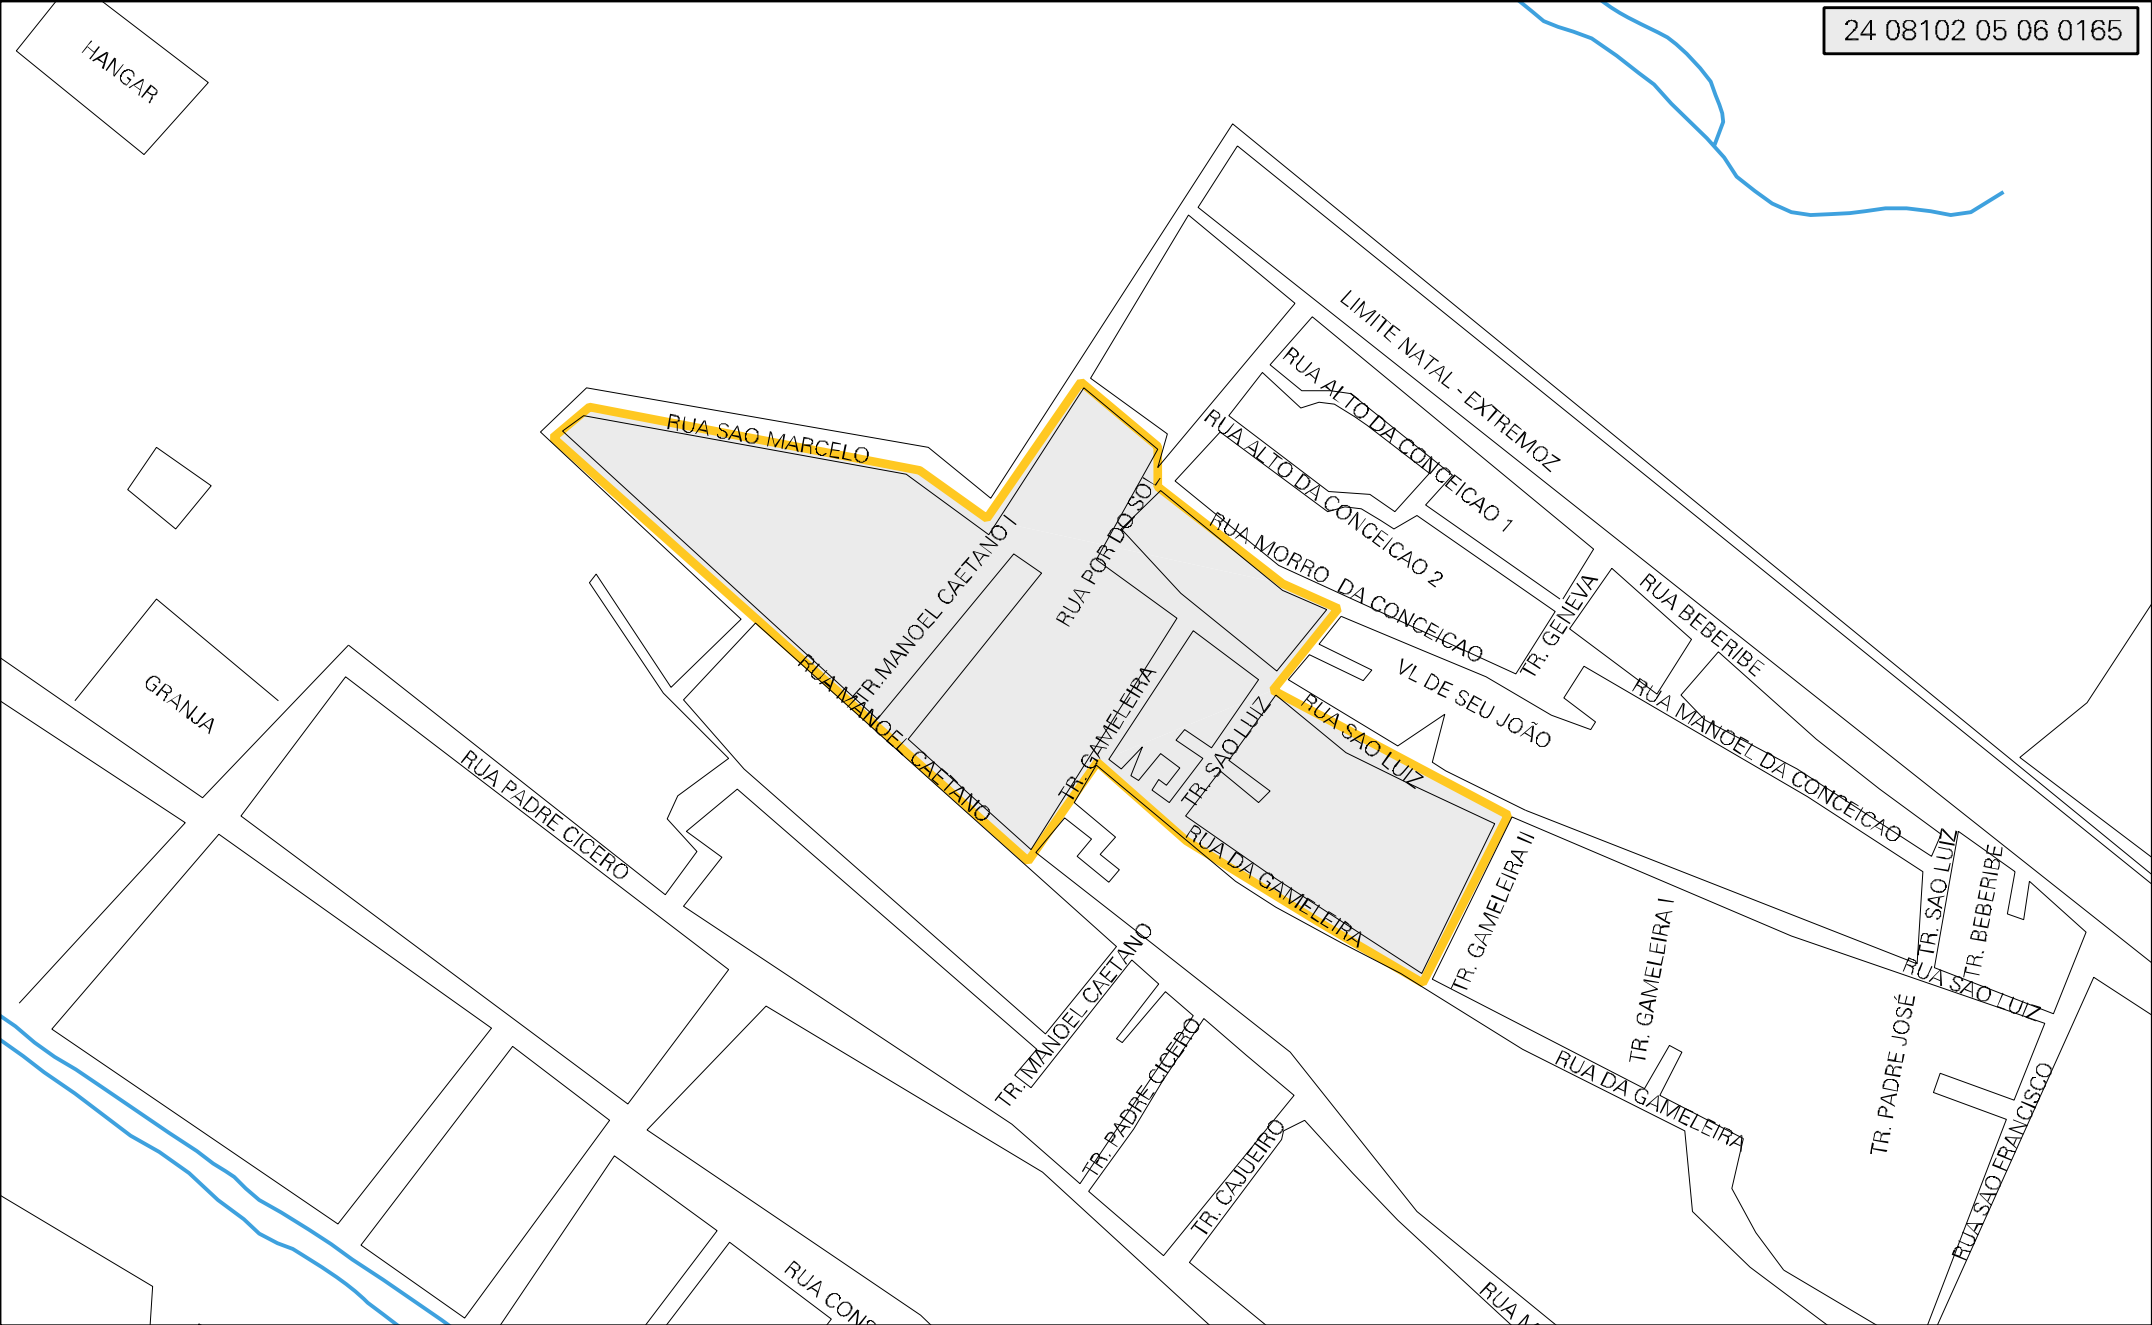 24 08102 05 06 0165
HANGAR
LIMITE NATAL - EXTREMOZ
RUA ALTO DA CONCEICAO 1
RUA SAO MARCELO
RUA ALTO DA CONCEICAO 2
RUA MORRO DA CONCEICAO
RUA POR DO SOL
TR. MANOEL CAETANO I
TR. GENEVA
RUA BEBERIBE
VL DE SEU JOÃO
RUA MANOEL DA CONCEICAO
GRANJA
RUA MANOEL CAETANO
TR. GAMELEIRA
TR. SAO LUIZ
RUA SAO LUIZ
RUA PADRE CICERO
RUA DA GAMELEIRA
TR. GAMELEIRA II
TR. GAMELEIRA I
TR. SAO LUIZ
TR. BEBERIBE
RUA SAO LUIZ
TR. MANOEL CAETANO
TR. PADRE CICERO
TR. CAJUEIRO
RUA DA GAMELEIRA
TR. PADRE JOSÉ
RUA SAO FRANCISCO
RUA CONS
RUA M